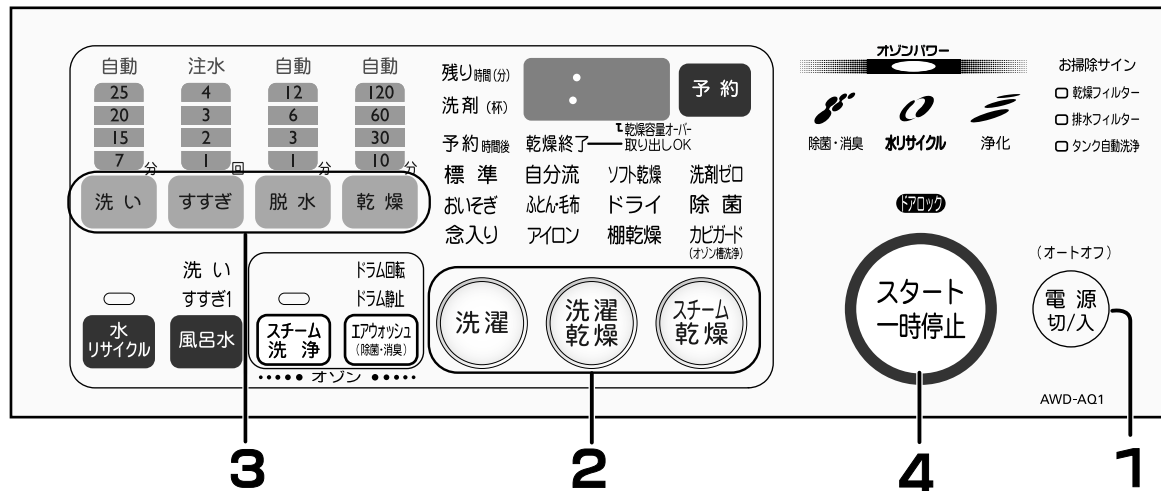 自動 注水 自動 自動
25 4 12 120
20 3 6 60
15 2 3 30
7分 1回 1分 10分
洗い すすぎ 脱水 乾燥
洗い
すすぎ1
水
リサイクル
風呂水
ドラム回転
ドラム静止
スチーム
洗浄
エアウォッシュ
(除菌・消臭)
••••• オゾン •••••
残り時間(分)
洗剤(杯)
予約
乾燥容量オーバー
予約時間後 乾燥終了 取り出しOK
標準 自分流 ソフト乾燥 洗剤ゼロ
おいそぎ ふとん・毛布 ドライ 除菌
念入り アイロン 棚乾燥 カビガード
(オゾン槽洗浄)
洗濯
洗濯
乾燥
スチーム
乾燥
オゾンパワー
除菌・消臭 水リサイクル 浄化
お掃除サイン
乾燥フィルター
排水フィルター
タンク自動洗浄
ドアロック
スタート
一時停止
(オートオフ)
電源
切/入
AWD-AQ1
3 2 4 1